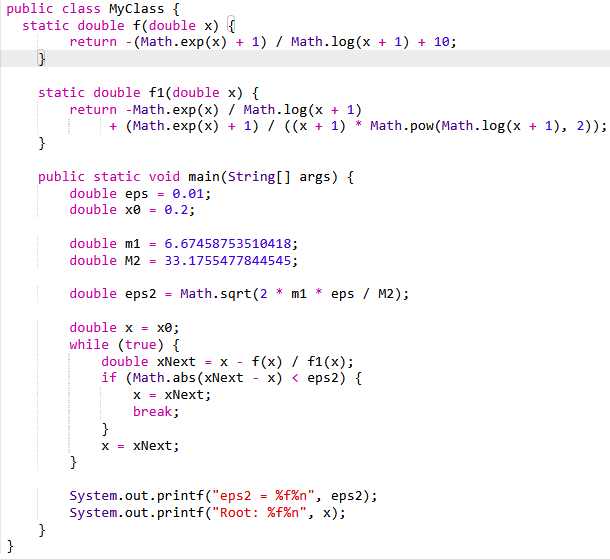 public class MyClass {
  static double f(double x) {
        return -(Math.exp(x) + 1) / Math.log(x + 1) + 10;
    }

    static double f1(double x) {
        return -Math.exp(x) / Math.log(x + 1)
             + (Math.exp(x) + 1) / ((x + 1) * Math.pow(Math.log(x + 1), 2));
    }

    public static void main(String[] args) {
        double eps = 0.01;
        double x0 = 0.2;

        double m1 = 6.67458753510418;
        double M2 = 33.1755477844545;

        double eps2 = Math.sqrt(2 * m1 * eps / M2);

        double x = x0;
        while (true) {
            double xNext = x - f(x) / f1(x);
            if (Math.abs(xNext - x) < eps2) {
                x = xNext;
                break;
            }
            x = xNext;
        }

        System.out.printf("eps2 = %f%n", eps2);
        System.out.printf("Root: %f%n", x);
    }
}